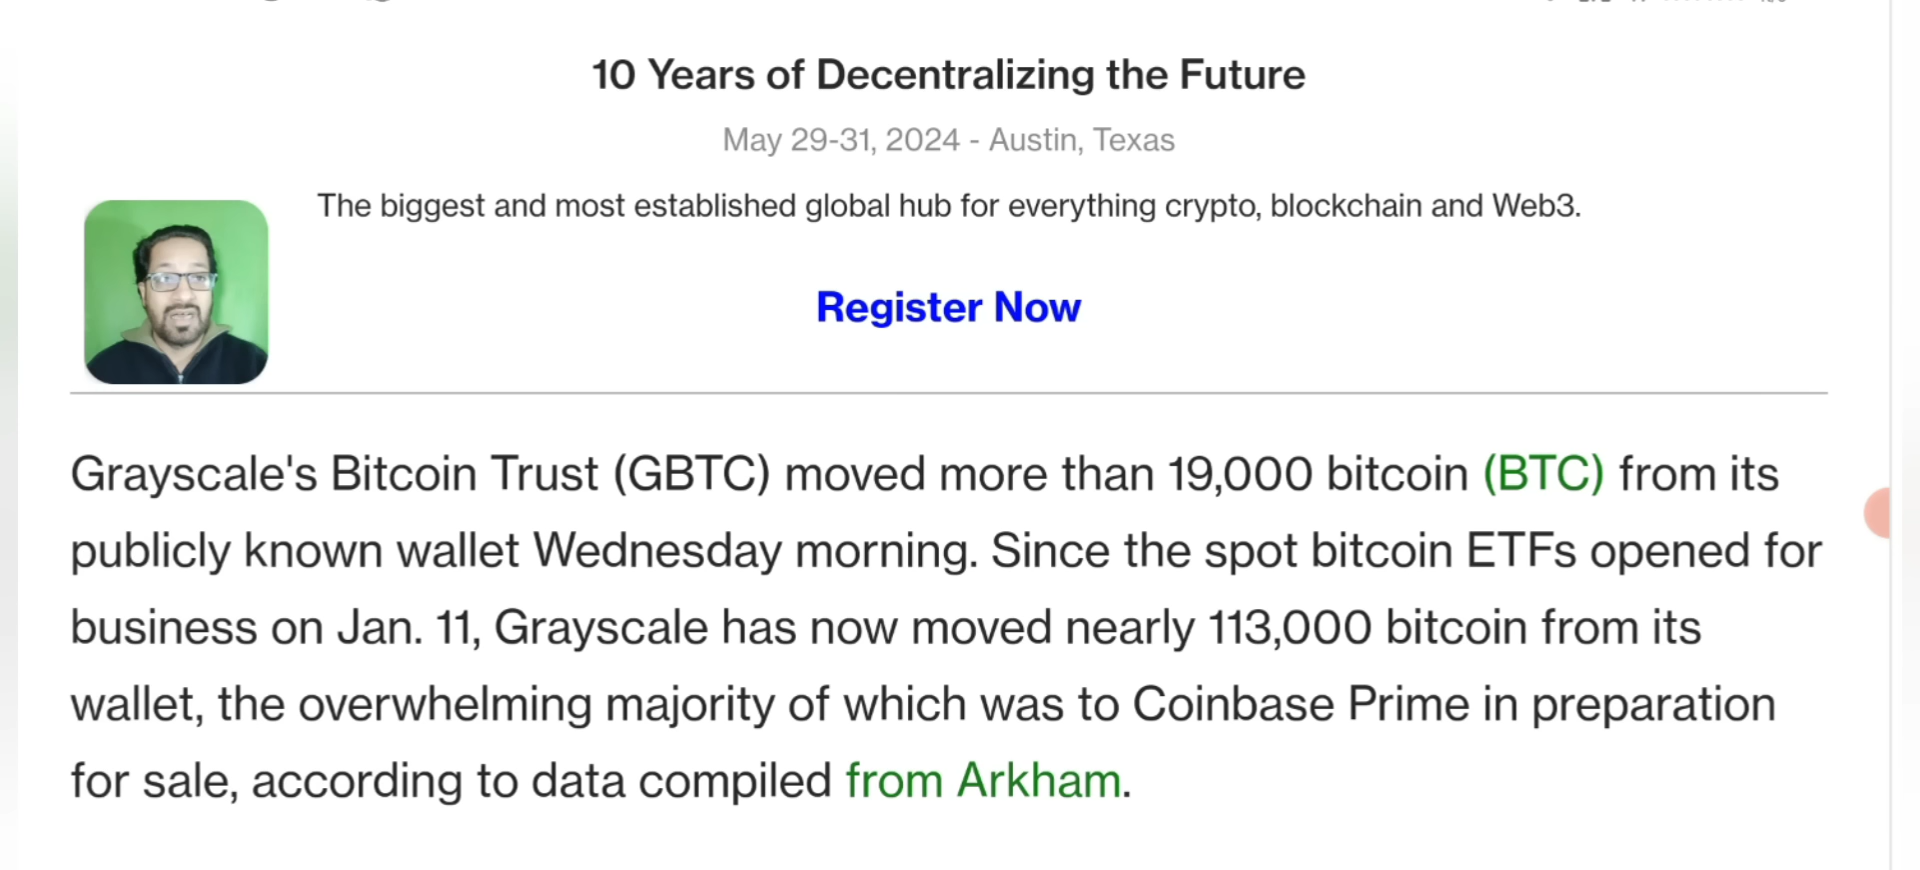 10 Years of Decentralizing the Future
May 29-31, 2024 - Austin, Texas
The biggest and most established global hub for everything crypto, blockchain and Web3.
Register Now
Grayscale's Bitcoin Trust (GBTC) moved more than 19,000 bitcoin (BTC) from its
publicly known wallet Wednesday morning. Since the spot bitcoin ETFs opened for
business on Jan. 11, Grayscale has now moved nearly 113,000 bitcoin from its
wallet, the overwhelming majority of which was to Coinbase Prime in preparation
for sale, according to data compiled from Arkham.